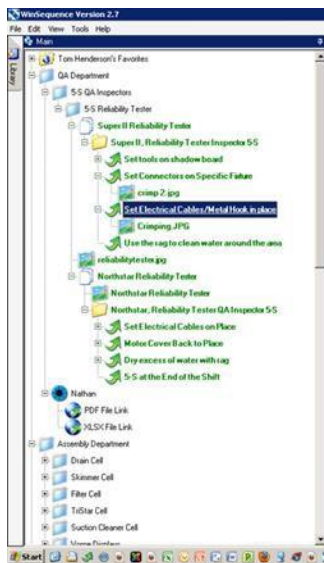 WinSequence Version 2.7
File Edit View Tools Help
Main
Library
Tom Henderson's Favorites
QA Department
5-S QA Inspectors
5-S Reliability Tester
Super II Reliability Tester
Super II, Reliability Tester Inspector 5-S
Set tools on shadow board
Set Connectors on Specific Fixture
crimp 2.jpg
Set Electrical Cables/Metal Hook in place
Crimping JPG
Use the rag to clean water around the area
reliabilitytester.jpg
Northstar Reliability Tester
Northstar Reliability Tester
Northstar, Reliability Tester QA Inspector 5-S
Set Electrical Cables on Place
Motor Cover Back to Place
Dry excess of water with rag
5-S at the End of the Shift
Nathan
PDF File Link
XLSX File Link
Assembly Department
Drain Cell
Skimmer Cell
Filter Cell
TriStar Cell
Suction Cleaner Cell
Start